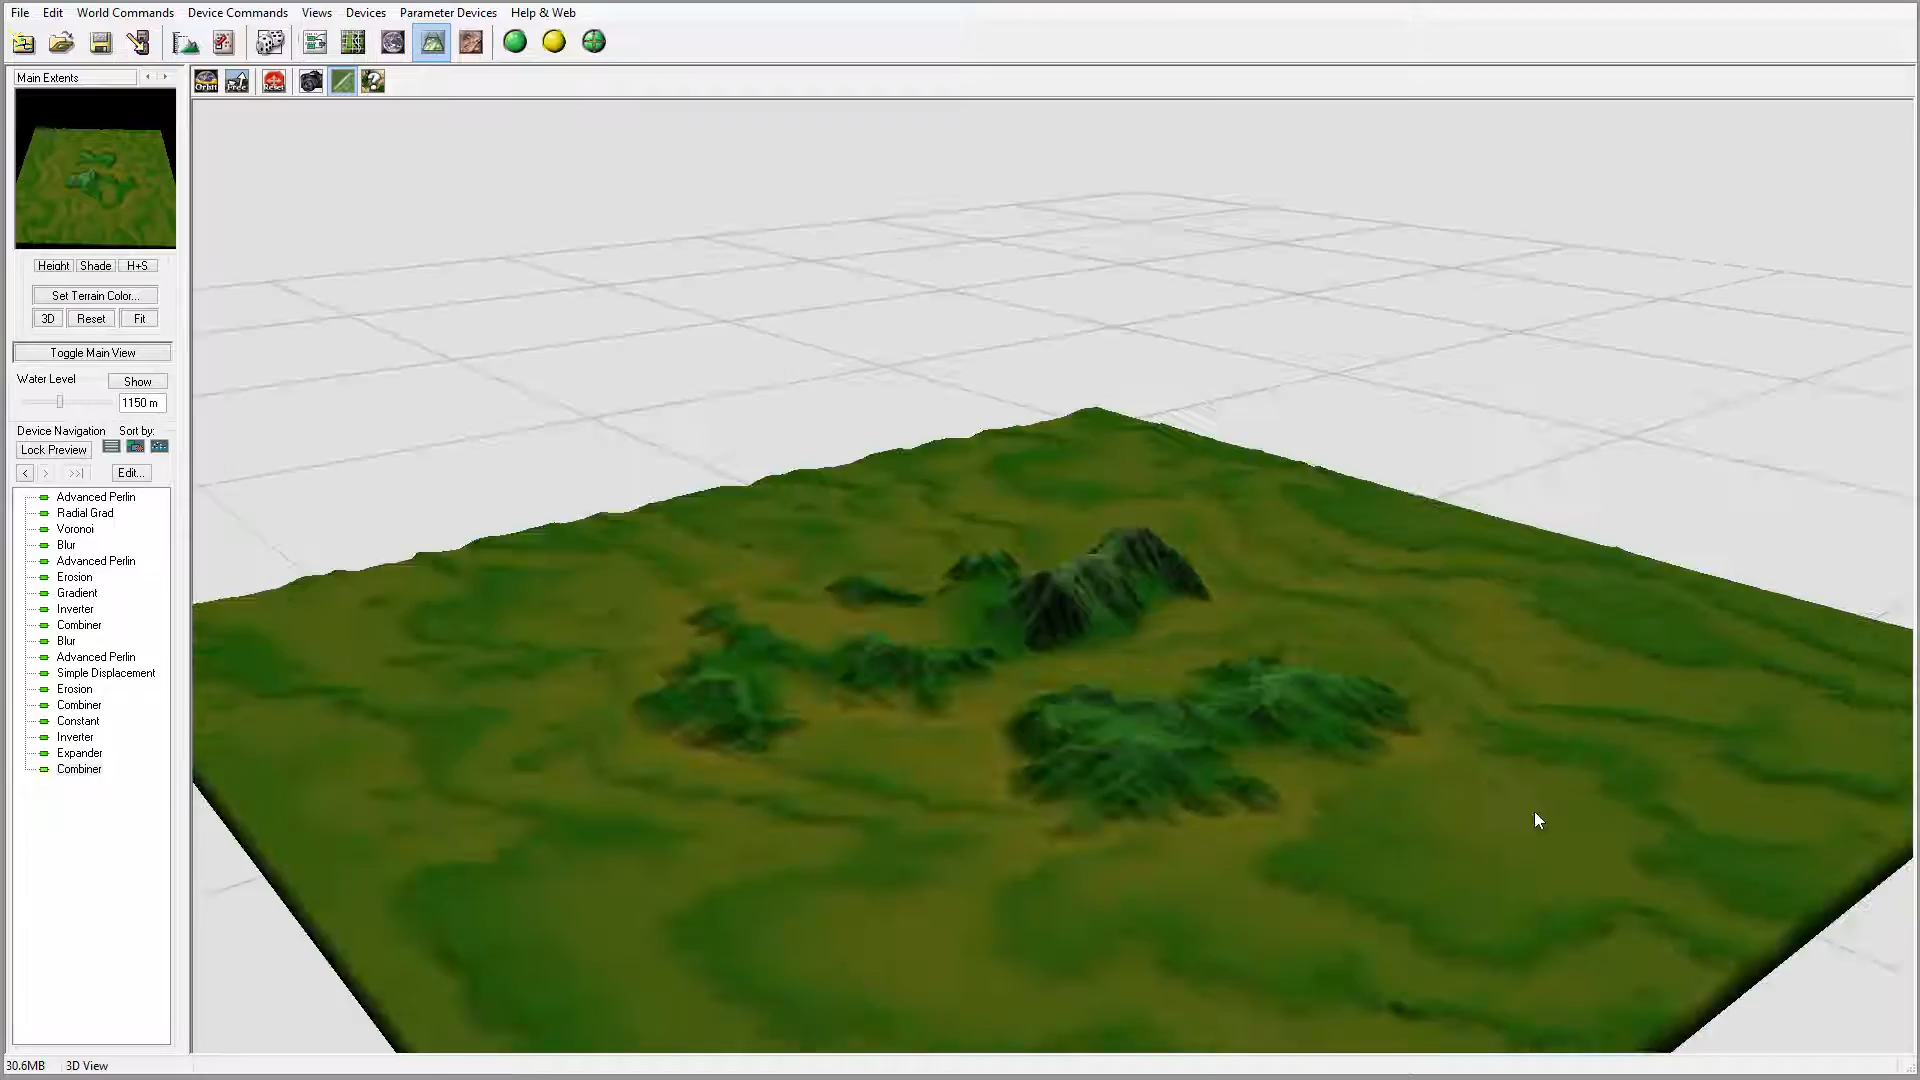 File Edit World Commands Device Commands Views Devices Parameter Devices Help & Web
Orbit Free Reset
Main Extents
Height Shade H+S
Set Terrain Color...
3D Reset Fit
Toggle Main View
Water Level Show
1150 m
Device Navigation Sort by:
Lock Preview
< > >>| Edit...
Advanced Perlin
Radial Grad
Voronoi
Blur
Advanced Perlin
Erosion
Gradient
Inverter
Combiner
Blur
Advanced Perlin
Simple Displacement
Erosion
Combiner
Constant
Inverter
Expander
Combiner
30.6MB 3D View